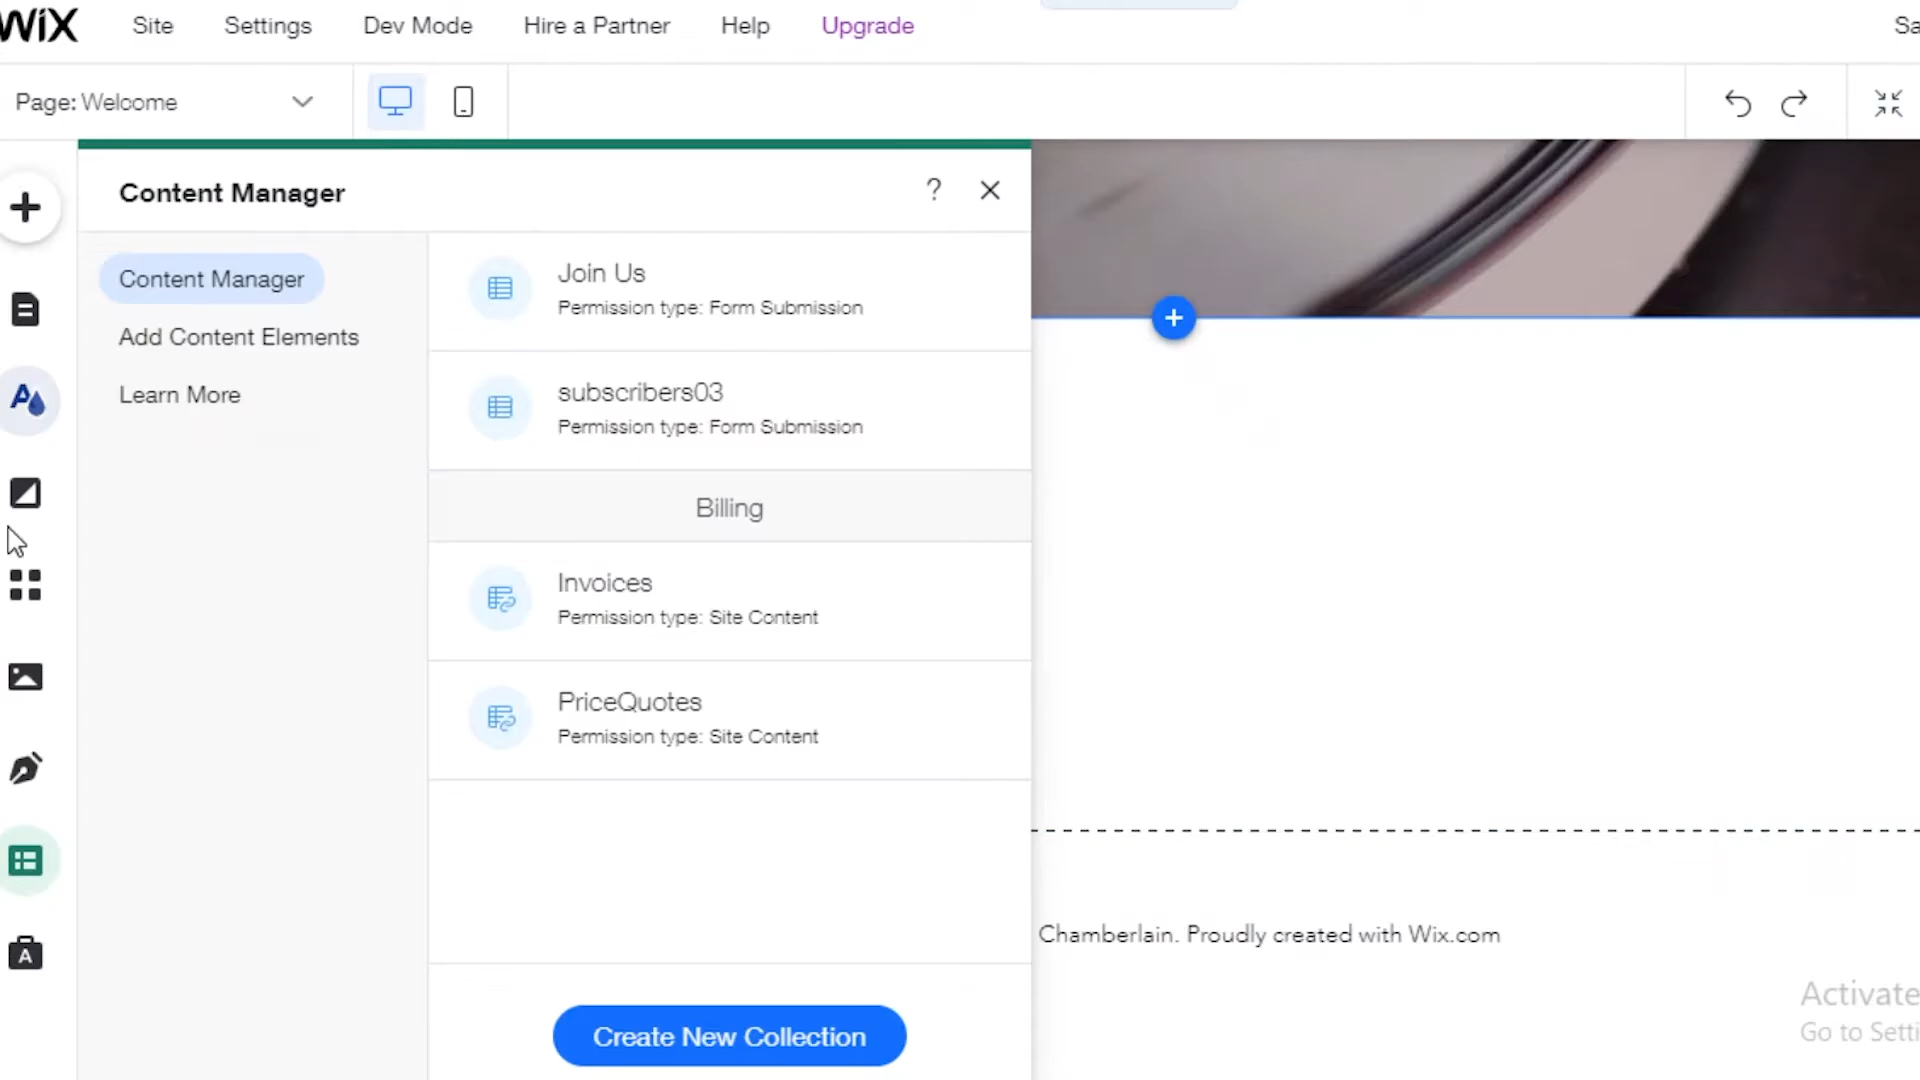 WiX
Site
Settings
Dev Mode
Hire a Partner
Help
Upgrade
Page: Welcome
Content Manager
?
Content Manager
Add Content Elements
Learn More
Join Us
Permission type: Form Submission
subscribers03
Permission type: Form Submission
Billing
Invoices
Permission type: Site Content
PriceQuotes
Permission type: Site Content
Create New Collection
Chamberlain. Proudly created with Wix.com
Activate
Go to